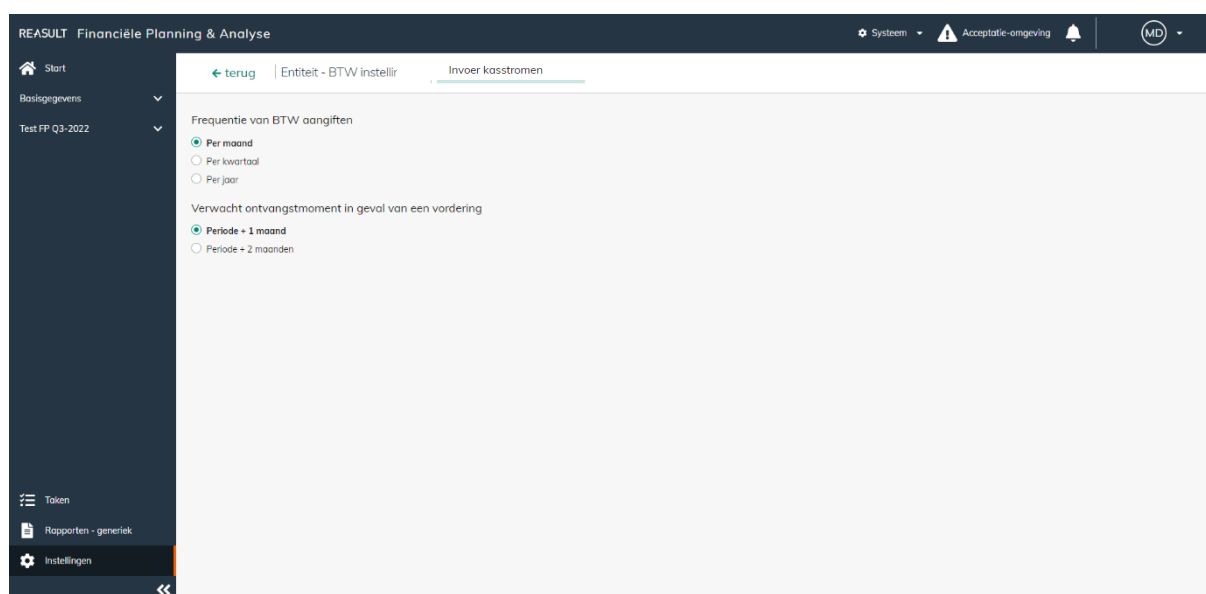 REASULT Financiële Planning & Analyse
Systeem
Acceptatie-omgeving
MD
Start
Basisgegevens
Test FP Q3-2022
terug
Entiteit - BTW instellir
Invoer kasstromen
Frequentie van BTW aangiften
Per maand
Per kwartaal
Per jaar
Verwacht ontvangstmoment in geval van een vordering
Periode + 1 maand
Periode + 2 maanden
Taken
Rapporten - generiek
Instellingen